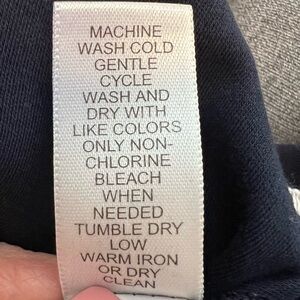 MACHINE
WASH COLD
GENTLE
CYCLE
WASH AND
DRY WITH
LIKE COLORS
ONLY NON-
CHLORINE
BLEACH
WHEN
NEEDED
TUMBLE DRY
LOW
WARM IRON
OR DRY
CLEAN